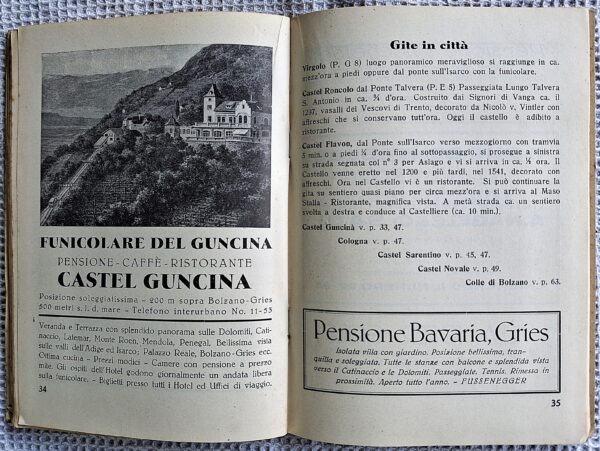 FUNICOLARE DEL GUNCINA
PENSIONE - CAFFÈ - RISTORANTE
CASTEL GUNCINA
Posizione soleggiatissima - 200 m sopra Bolzano-Gries
500 metri s. l. d. mare - Telefono interurbano No. 11-53
Veranda e Terrazza con splendido panorama sulle Dolomiti, Cati-
naccio, Latemar, Monte Roen, Mendola, Penegal. Bellissima vista
sulle valli dell'Adige ed Isarco; Palazzo Reale, Bolzano-Gries ecc.
Ottima cucina - Prezzi modici - Camere con pensione a prezzo
mite. Gli ospiti dell'Hotel godono giornalmente un andata libera
sulla funicolare. - Biglietti presso tutti i Hotel ed Uffici di viaggio.
34
Gite in città
Virgolo (P. G 8) luogo panoramico meraviglioso si raggiunge in ca.
mezz'ora a piedi oppure dal ponte sull'Isarco con la funicolare.
Castel Roncolo dal Ponte Talvera (P. E 5) Passeggiata Lungo Talvera
S. Antonio in ca. ¾ d'ora. Costruito dai Signori di Vanga ca. il
1237, vasalli del Vescovi di Trento, decorato da Nicolò v. Vintler con
affreschi che si conservano tutt'ora. Oggi il castello è adibito a
ristorante.
Castel Flavon, dal Ponte sull'Isarco verso mezzogiorno con tramvia
5 min. o a piedi ¼ d'ora fino al sottopassaggio, si prosegue a sinistra
su strada segnata col n° 3 per Aslago e vi si arriva in ca. ¼ ora. Il
Castello venne eretto nel 1200 e più tardi, nel 1541, decorato con
affreschi. Ora nel Castello vi è un ristorante. Si può continuare la
gita su sentiero quasi piano per circa mezz'ora e si arriva al Maso
Stalla - Ristorante, magnifica vista. A metà strada ca. un sentiero
svolta a destra e conduce al Castelliere (ca. 10 min.).
Castel Guncinà v. p. 33, 47.
Cologna v. p. 47.
Castel Sarentino v. p. 45, 47.
Castel Novale v. p. 49.
Colle di Bolzano v. p. 63.
Pensione Bavaria, Gries
Isolata villa con giardino. Posizione bellissima, tran-
quilla e soleggiata. Tutte le stanze con balcone e splendida vista
verso il Catinaccio e le Dolomiti. Passeggiate. Tennis. Rimessa in
prossimità. Aperto tutto l'anno. - FUSSENEGGER
35